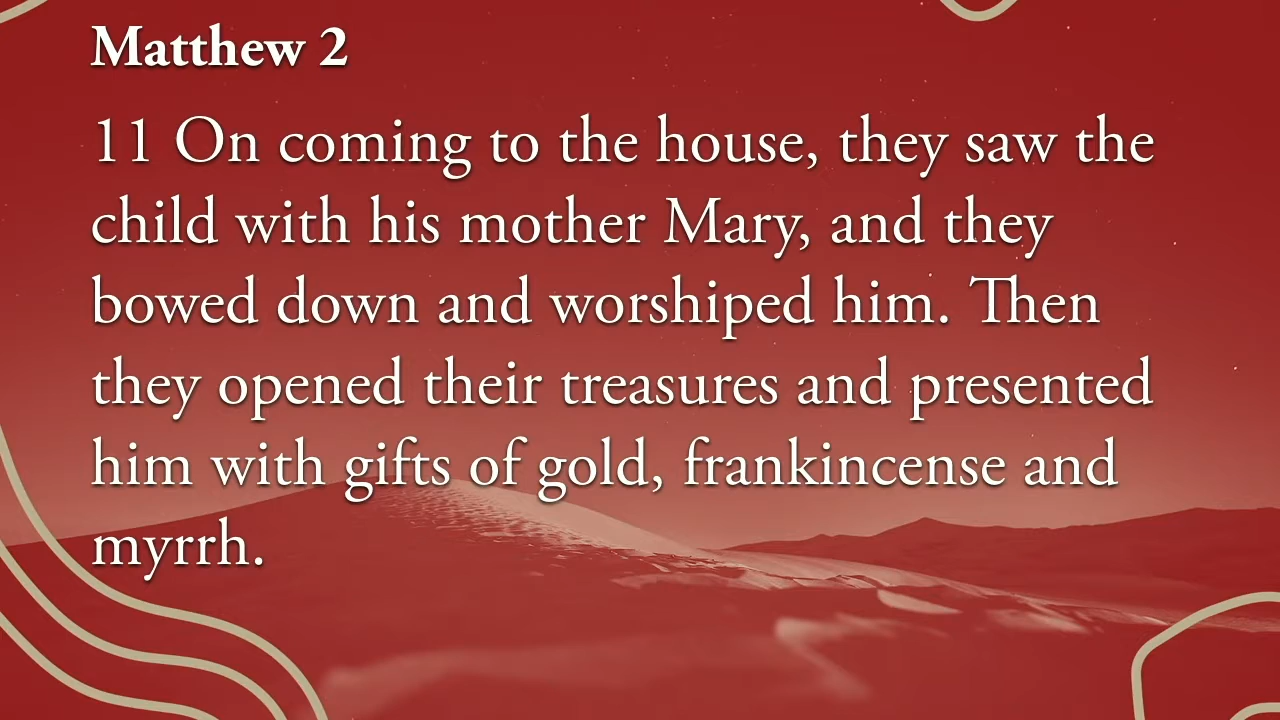 Matthew 2
11 On coming to the house, they saw the
child with his mother Mary, and they
bowed down and worshiped him. Then
they opened their treasures and presented
him with gifts of gold, frankincense and
myrrh.